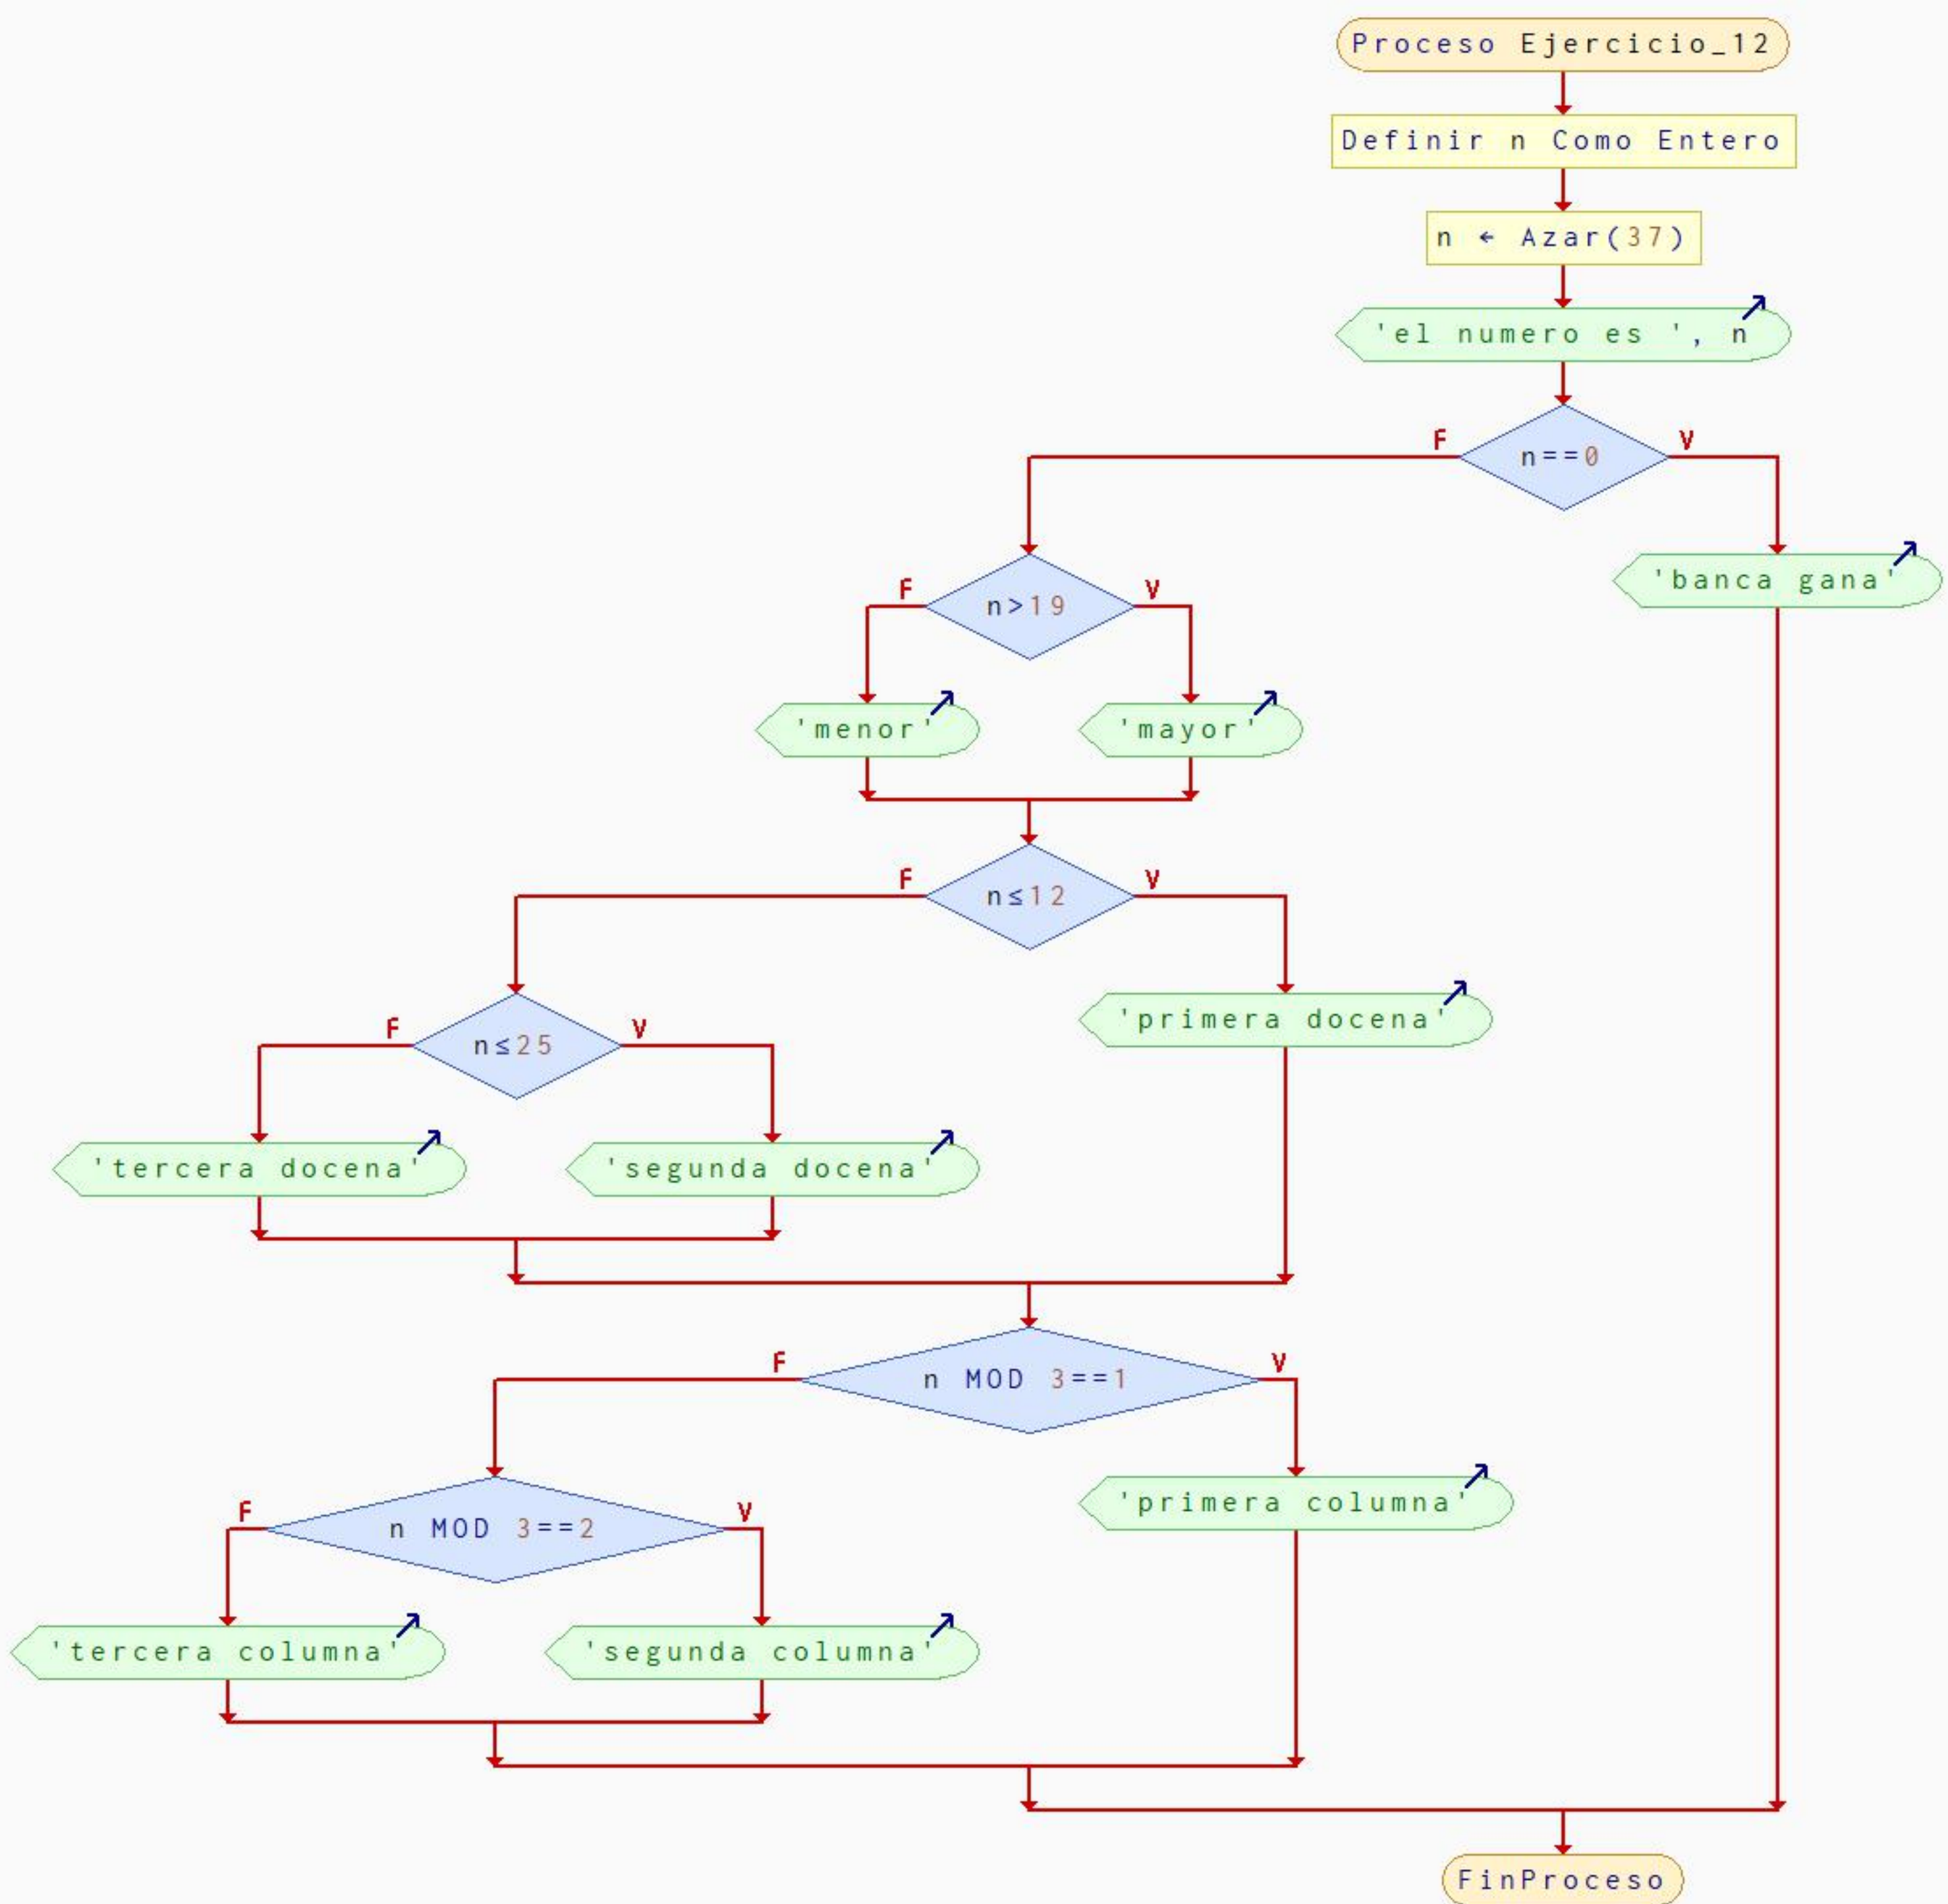 Proceso Ejercicio_12
Definir n Como Entero
n ← Azar(37)
'el numero es ', n
F
n==0
V
'banca gana'
F
n>19
V
'menor'
'mayor'
F
n≤12
V
'primera docena'
F
n≤25
V
'tercera docena'
'segunda docena'
F
n MOD 3==1
V
'primera columna'
F
n MOD 3==2
V
'tercera columna'
'segunda columna'
FinProceso